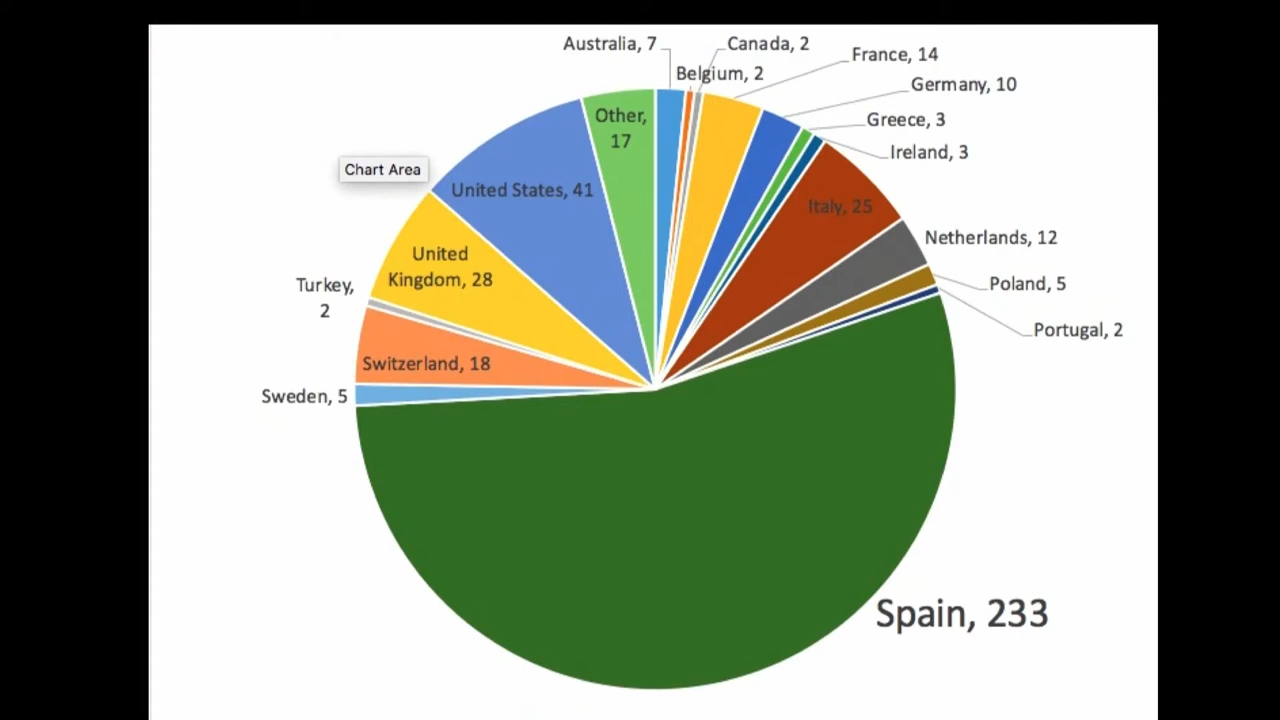 Australia, 7
Canada, 2
Belgium, 2
France, 14
Germany, 10
Greece, 3
Ireland, 3
Other,
17
Chart Area
United States, 41
Italy, 25
Netherlands, 12
United
Kingdom, 28
Poland, 5
Turkey,
2
Portugal, 2
Switzerland, 18
Sweden, 5
Spain, 233